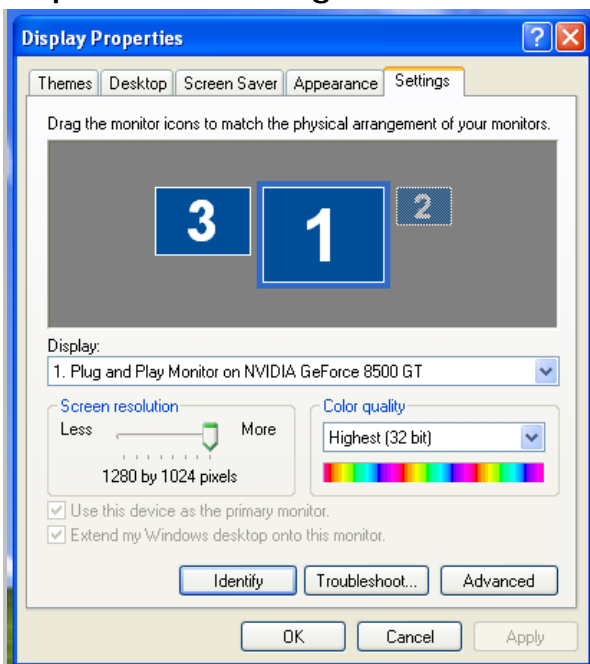 Display Properties
Themes Desktop Screen Saver Appearance Settings
Drag the monitor icons to match the physical arrangement of your monitors.
3 1 2
Display:
1. Plug and Play Monitor on NVIDIA GeForce 8500 GT
Screen resolution
Less More
1280 by 1024 pixels
Color quality
Highest (32 bit)
Use this device as the primary monitor.
Extend my Windows desktop onto this monitor.
Identify Troubleshoot... Advanced
OK Cancel Apply